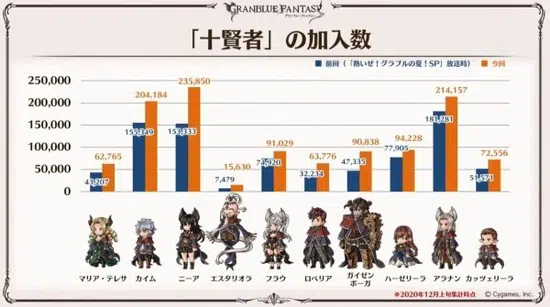 GRANBLUE FANTASY
「十賢者」の加入数
■前回（「熱いぜ！グラブルの夏！SP」放送時） ■今回
250,000
200,000
150,000
100,000
50,000
0
43,207 62,765
155,349 204,184
153,333 235,850
7,479 15,630
91,029
32,234 63,776
47,335 90,838
77,905 94,228
181,281 214,157
51,571 72,556
マリア・テレサ カイム ニーア エスタリオラ フラウ ロベリア ガイゼンボーガ ハーゼリーラ アラナン カッツェリーラ
※2020年12月上旬集計時点
© Cygames, Inc.